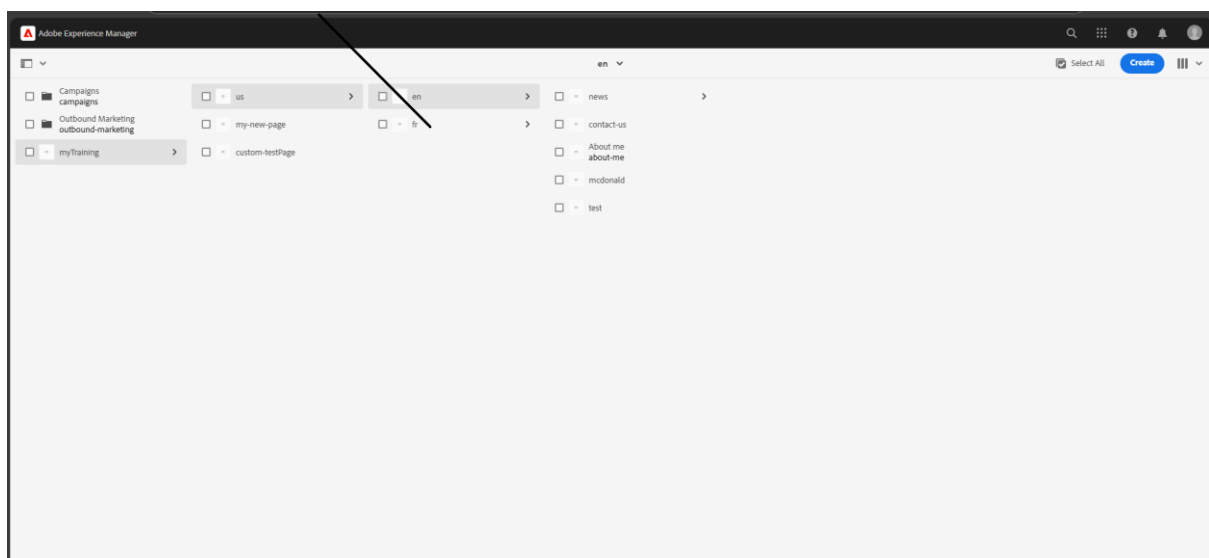 Adobe Experience Manager
en
Select All
Create
Campaigns
campaigns
Outbound Marketing
outbound-marketing
myTraining
us
my-new-page
custom-testPage
en
fr
news
contact-us
About me
about-me
mcdonald
test